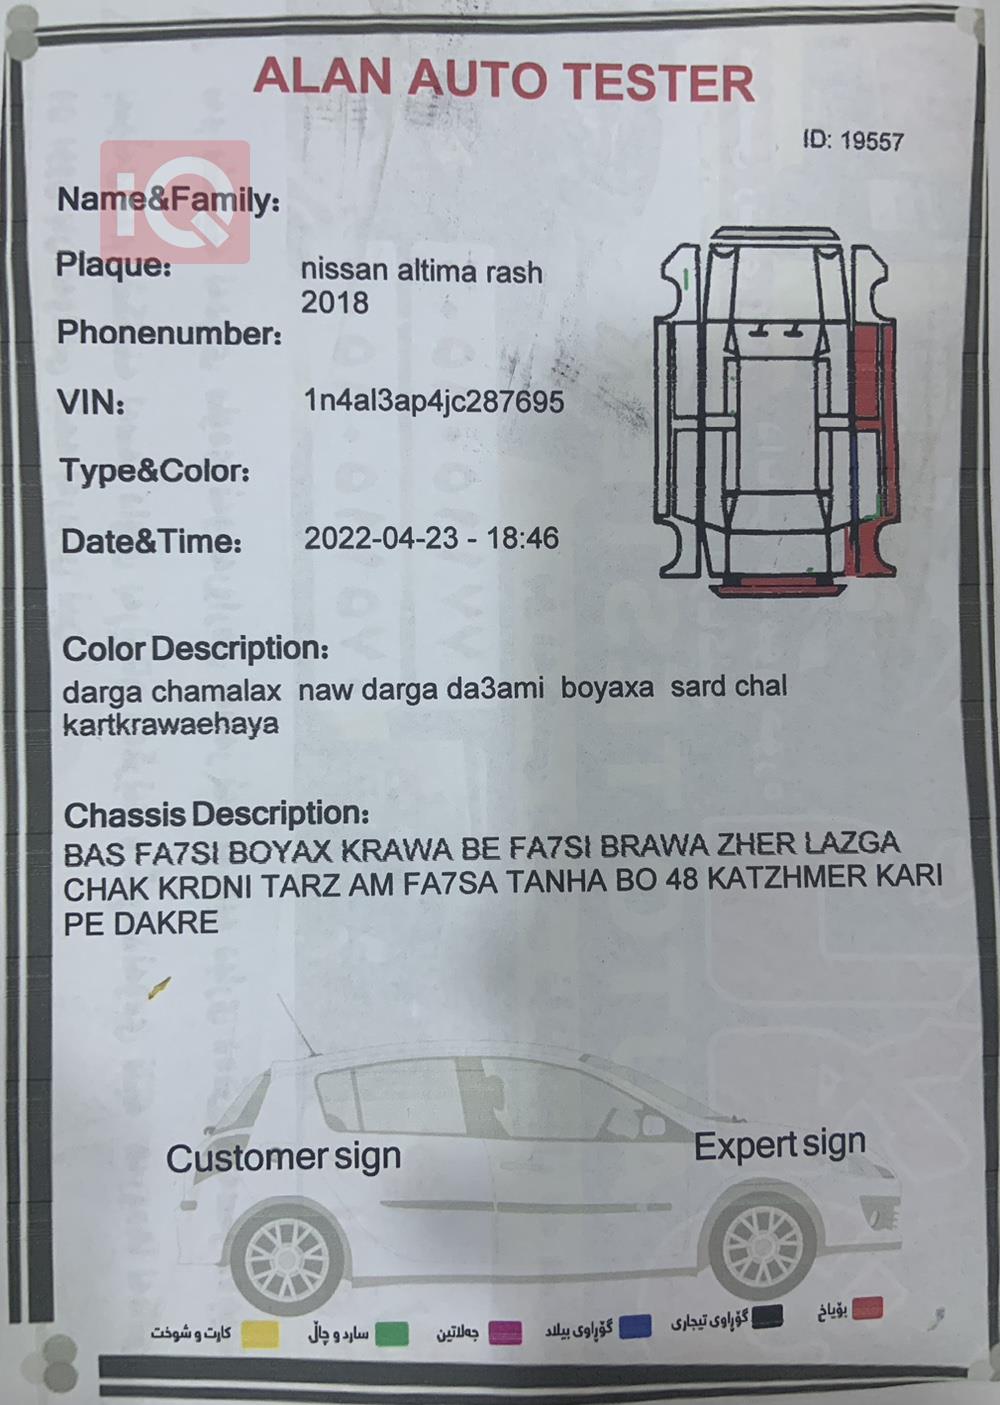 ALAN AUTO TESTER
ID: 19557
iQ
Name&Family:
Plaque: nissan altima rash
2018
Phonenumber:
VIN: 1n4al3ap4jc287695
Type&Color:
Date&Time: 2022-04-23 - 18:46
Color Description:
darga chamalax naw darga da3ami boyaxa sard chal
kartkrawaehaya
Chassis Description:
BAS FA7SI BOYAX KRAWA BE FA7SI BRAWA ZHER LAZGA
CHAK KRDNI TARZ AM FA7SA TANHA BO 48 KATZHMER KARI
PE DAKRE
Customer sign Expert sign
بۆیاخ گۆڕاوی تیجاری گۆڕاوی بیلاد جەلاتین سارد و چاڵ کارت و شوخت